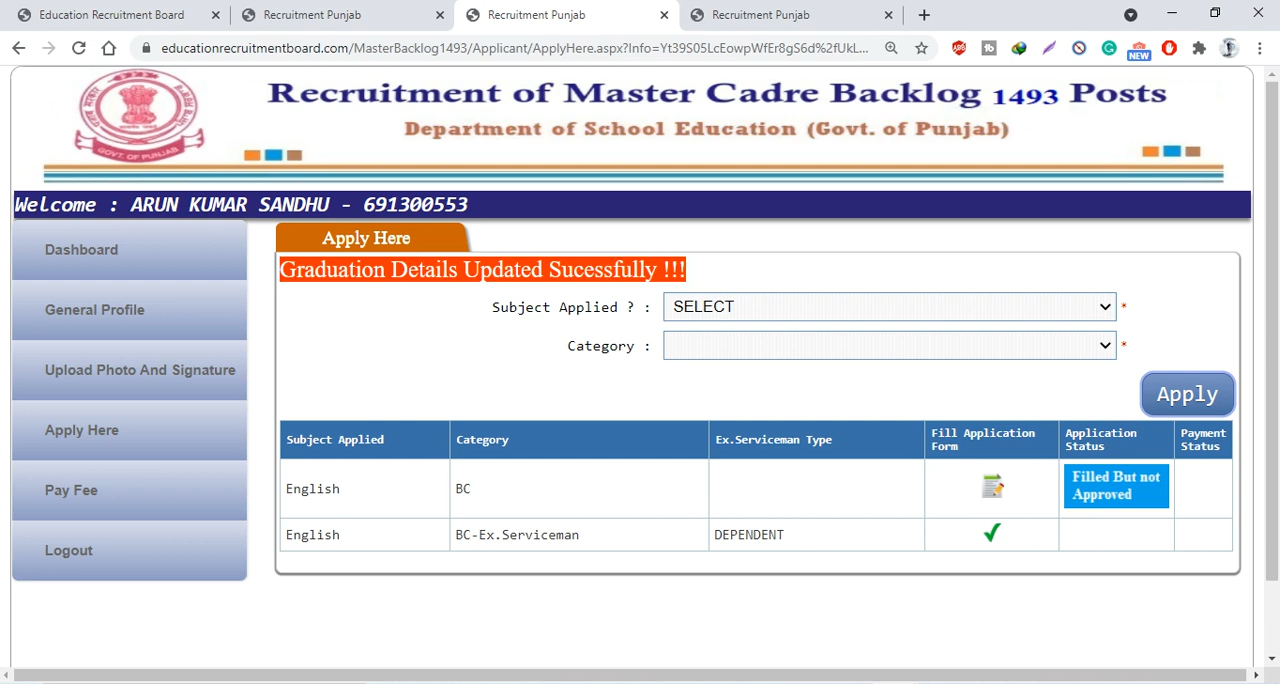 Education Recruitment Board
Recruitment Punjab
Recruitment Punjab
Recruitment Punjab
educationrecruitmentboard.com/MasterBacklog1493/Applicant/ApplyHere.aspx?Info=Yt39S05LcEowpWfEr8gS6d%2fUkL...
NEW
GOVT. OF PUNJAB
Recruitment of Master Cadre Backlog 1493 Posts
Department of School Education (Govt. of Punjab)
Welcome : ARUN KUMAR SANDHU - 691300553
Dashboard
General Profile
Upload Photo And Signature
Apply Here
Pay Fee
Logout
Apply Here
Graduation Details Updated Sucessfully !!!
Subject Applied ? : SELECT *
Category : *
Apply
Subject Applied Category Ex.Serviceman Type Fill Application Form Application Status Payment Status
English BC Filled But not Approved
English BC-Ex.Serviceman DEPENDENT